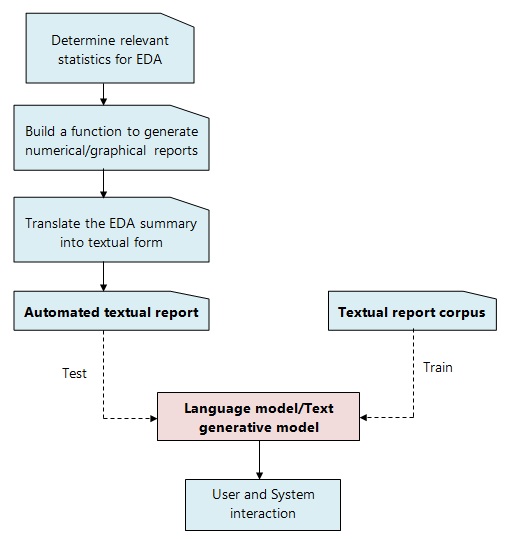 Determine relevant
statistics for EDA
Build a function to generate
numerical/graphical reports
Translate the EDA summary
into textual form
Automated textual report
Textual report corpus
Test
Train
Language model/Text
generative model
User and System
interaction